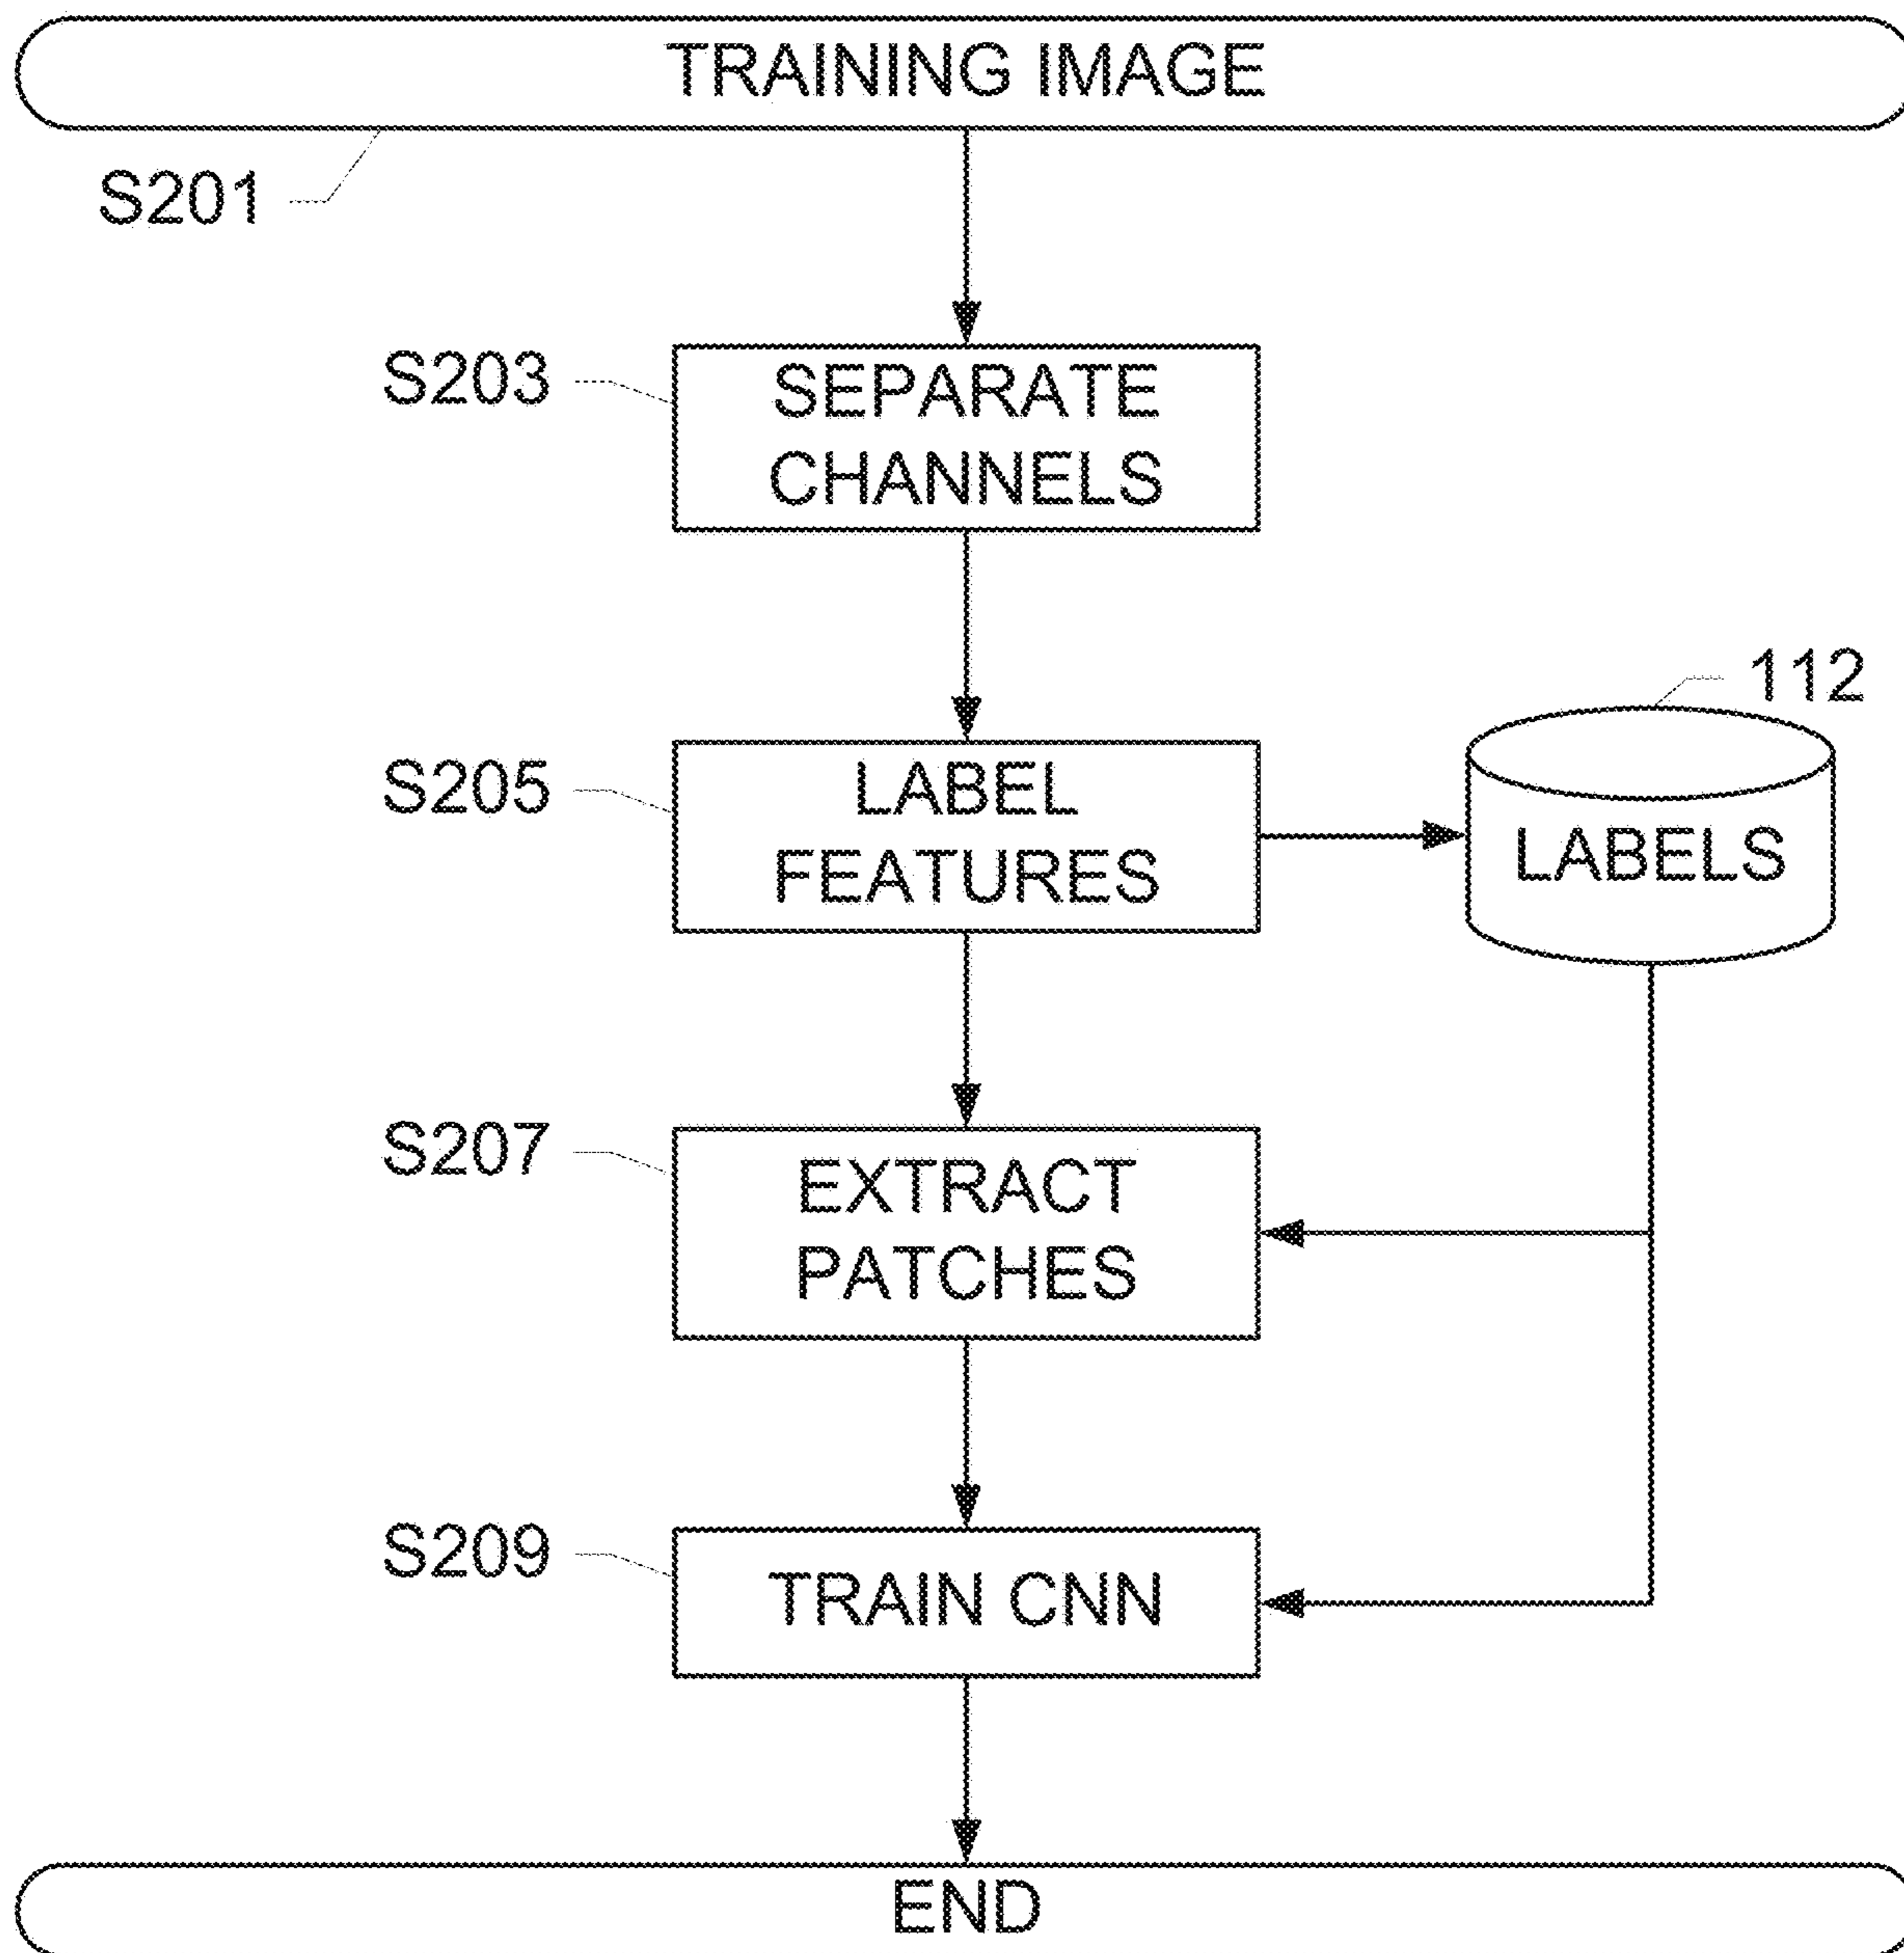 TRAINING IMAGE
S201
S203
SEPARATE
CHANNELS
112
S205
LABEL
FEATURES
LABELS
S207
EXTRACT
PATCHES
S209
TRAIN CNN
END